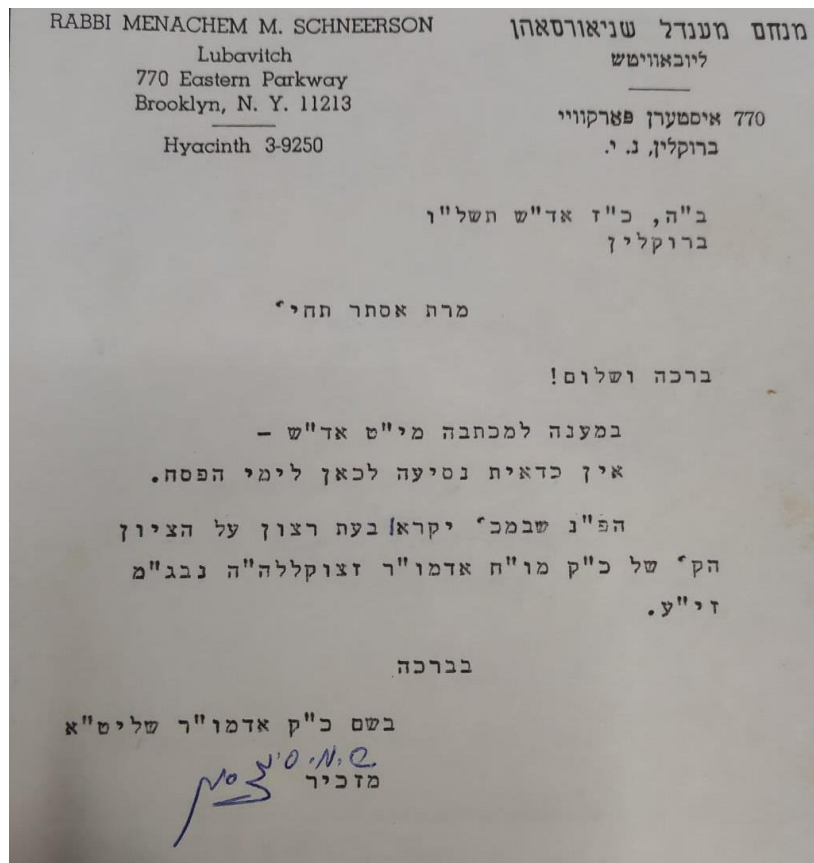 RABBI MENACHEM M. SCHNEERSON
Lubavitch
770 Eastern Parkway
Brooklyn, N. Y. 11213
Hyacinth 3-9250
מנחם מענדל שניאורסאהן
ליובאוויטש
770 איסטערן פארקוויי
ברוקלין, נ. י.
ב"ה, כ"ז אד"ש תשל"ו
ברוקלין
מרת אסתר תחי'
ברכה ושלום!
במענה למכתבה מי"ט אד"ש –
אין כדאית נסיעה לכאן לימי הפסח.
הפ"נ שבמכ' יקראו בעת רצון על הציון
הק' של כ"ק מו"ח אדמו"ר זצוקללה"ה נבג"מ
זי"ע.
בברכה
בשם כ"ק אדמו"ר שליט"א
מזכיר